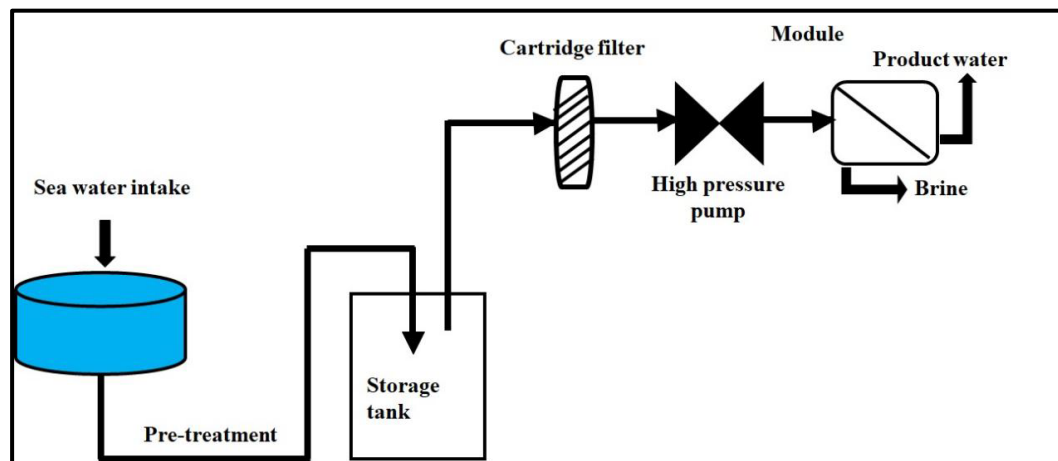 Cartridge filter
Module
Product water
Sea water intake
High pressure
pump
Brine
Storage
tank
Pre-treatment